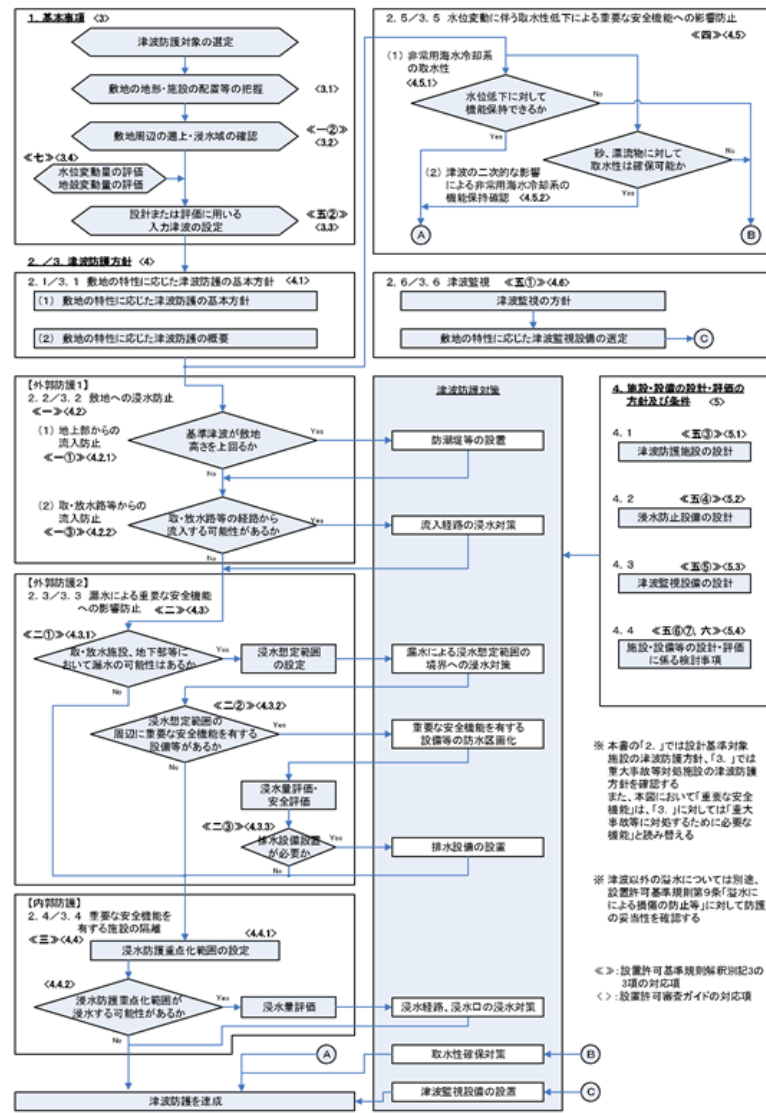 1. 基本事項 <3>
津波防護対象の選定
敷地の地形・施設の配置等の把握
<3.1>
敷地周辺の遡上・浸水域の確認
≪一②≫
<3.2>
≪七≫<3.4>
水位変動量の評価
地殻変動量の評価
設計または評価に用いる
入力津波の設定
≪五②≫
<3.3>
2. 5/3. 5 水位変動に伴う取水性低下による重要な安全機能への影響防止
≪四≫<4.5>
(1) 非常用海水冷却系
の取水性
<4.5.1>
水位低下に対して
機能保持できるか
No
Yes
砂、漂流物に対して
取水性は確保可能か
No
Yes
(2) 津波の二次的な影響
による非常用海水冷却系の
機能保持確認 <4.5.2>
A
B
2. /3. 津波防護方針 <4>
2. 1/3. 1 敷地の特性に応じた津波防護の基本方針 <4.1>
(1) 敷地の特性に応じた津波防護の基本方針
(2) 敷地の特性に応じた津波防護の概要
2. 6/3. 6 津波監視 ≪五①≫<4.6>
津波監視の方針
敷地の特性に応じた津波監視設備の選定
C
【外郭防護1】
2. 2/3. 2 敷地への浸水防止
≪一≫<4.2>
(1) 地上部からの
流入防止
≪一①≫<4.2.1>
基準津波が敷地
高さを上回るか
Yes
No
(2) 取・放水路等からの
流入防止
≪一③≫<4.2.2>
取・放水路等の経路から
流入する可能性があるか
Yes
No
津波防護対策
防潮堤等の設置
流入経路の浸水対策
4. 施設・設備の設計・評価の
方針及び条件 <5>
4. 1 ≪五③≫<5.1>
津波防護施設の設計
4. 2 ≪五④≫<5.2>
浸水防止設備の設計
4. 3 ≪五⑤≫<5.3>
津波監視設備の設計
4. 4 ≪五⑥⑦, 六≫<5.4>
施設・設備等の設計・評価
に係る検討事項
【外郭防護2】
2. 3/3. 3 漏水による重要な安全機能
への影響防止 ≪二≫<4.3>
≪二①≫<4.3.1>
取・放水施設、地下部等に
おいて漏水の可能性はあるか
Yes
No
浸水想定範囲
の設定
漏水による浸水想定範囲の
境界への浸水対策
≪二②≫<4.3.2>
浸水想定範囲の
周辺に重要な安全機能を有する
設備等があるか
Yes
No
重要な安全機能を有する
設備等の防水区画化
浸水量評価・
安全評価
≪二③≫<4.3.3>
排水設備設置
が必要か
Yes
No
排水設備の設置
【内郭防護】
2. 4/3. 4 重要な安全機能を
有する施設の隔離
≪三≫<4.4>
<4.4.1>
浸水防護重点化範囲の設定
<4.4.2>
浸水防護重点化範囲が
浸水する可能性があるか
Yes
No
浸水量評価
浸水経路、浸水口の浸水対策
A
取水性確保対策
B
津波防護を達成
津波監視設備の設置
C
※ 本書の「2. 」では設計基準対象
施設の津波防護方針、「3. 」では
重大事故等対処施設の津波防護
方針を確認する
また、本図において「重要な安全
機能」は、「3. 」に対しては「重大
事故等に対処するために必要な
機能」と読み替える
※ 津波以外の溢水については別途、
設置許可基準規則第9条「溢水に
による損傷の防止等」に対して防護
の妥当性を確認する
≪ ≫:設置許可基準規則解釈別記3の
3項の対応項
< >:設置許可審査ガイドの対応項